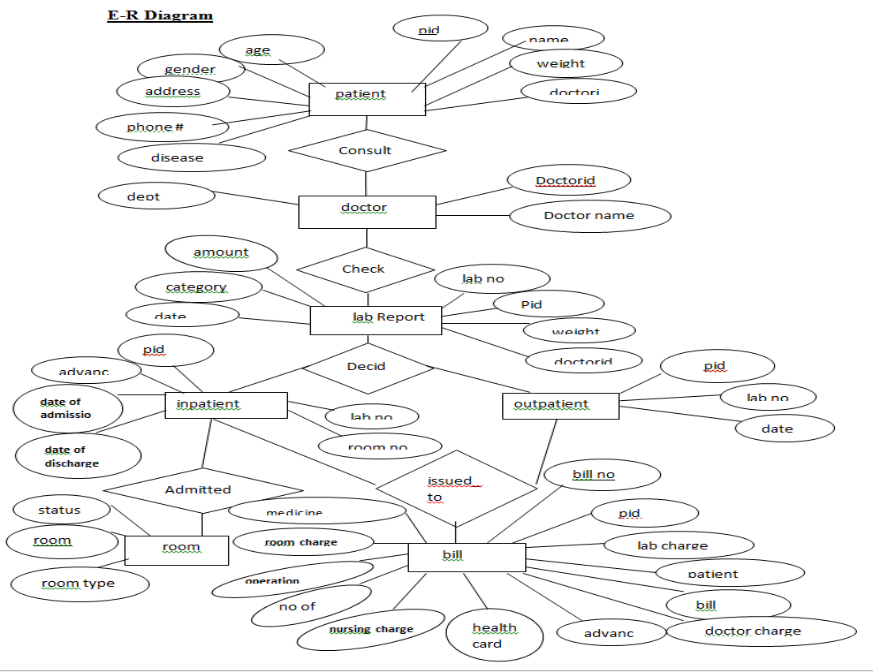 E-R Diagram
pid
age
name
gender
weight
address
patient
doctori
phone #
disease
Consult
dept
doctor
Doctorid
Doctor name
amount
Check
category
lab no
date
lab Report
Pid
weight
doctorid
pid
Decid
pid
advanc
inpatient
outpatient
lab no
date of
admissio
lab no
date
date of
discharge
room no
issued_
to
bill no
Admitted
status
medicine
pid
room
room charge
lab charge
room
bill
room type
operation
patient
no of
bill
nursing charge
health
card
advanc
doctor charge